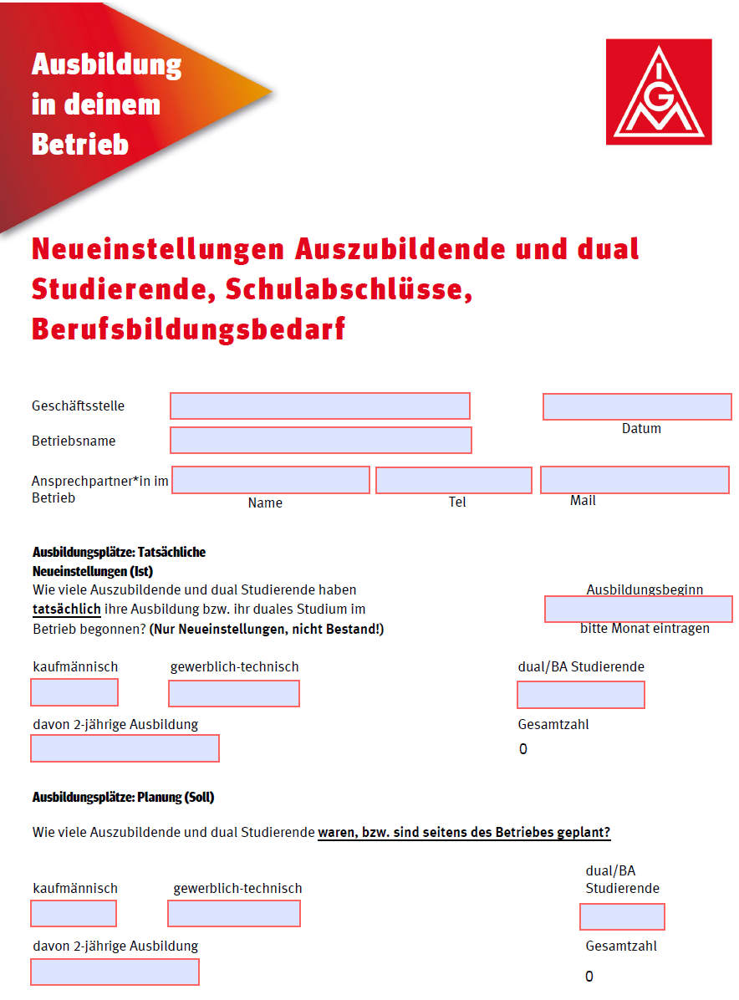 Ausbildung
in deinem
Betrieb
IGM
Neueinstellungen Auszubildende und dual
Studierende, Schulabschlüsse,
Berufsbildungsbedarf
Geschäftsstelle
Datum
Betriebsname
Ansprechpartner*in im
Betrieb
Name
Tel
Mail
Ausbildungsplätze: Tatsächliche
Neueinstellungen (Ist)
Wie viele Auszubildende und dual Studierende haben
tatsächlich ihre Ausbildung bzw. ihr duales Studium im
Betrieb begonnen? (Nur Neueinstellungen, nicht Bestand!)
Ausbildungsbeginn
bitte Monat eintragen
kaufmännisch
gewerblich-technisch
dual/BA Studierende
davon 2-jährige Ausbildung
Gesamtzahl
0
Ausbildungsplätze: Planung (Soll)
Wie viele Auszubildende und dual Studierende waren, bzw. sind seitens des Betriebes geplant?
kaufmännisch
gewerblich-technisch
dual/BA
Studierende
davon 2-jährige Ausbildung
Gesamtzahl
0